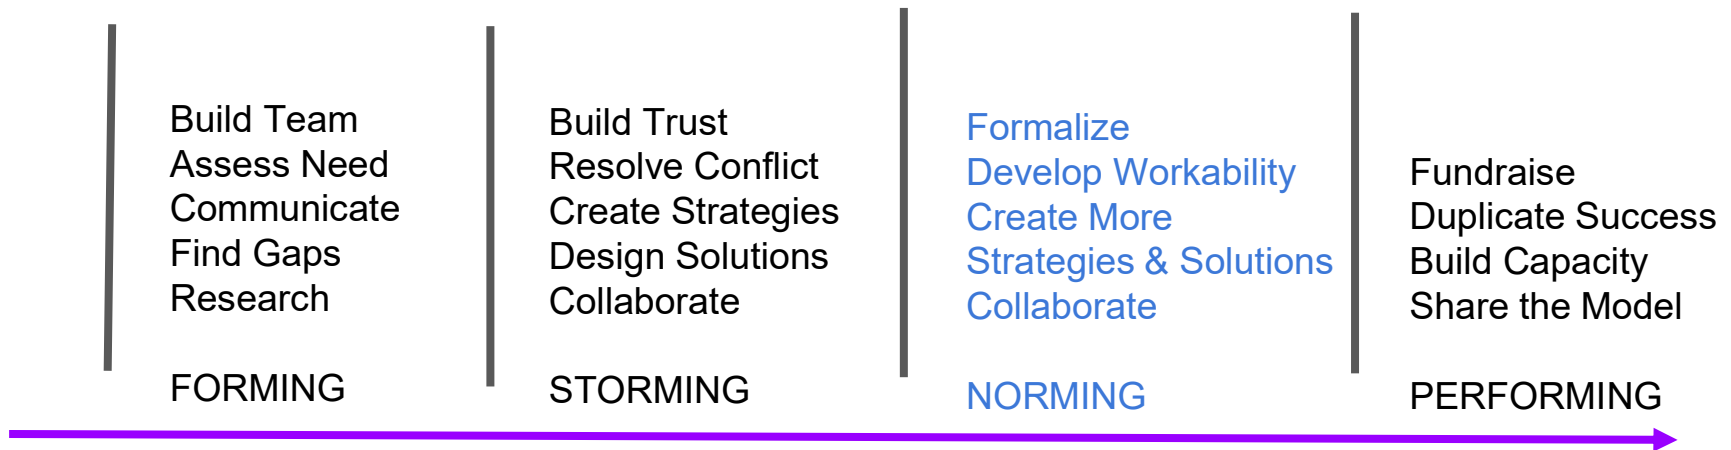 Build Team
Assess Need
Communicate
Find Gaps
Research
FORMING
Build Trust
Resolve Conflict
Create Strategies
Design Solutions
Collaborate
STORMING
Formalize
Develop Workability
Create More
Strategies & Solutions
Collaborate
NORMING
Fundraise
Duplicate Success
Build Capacity
Share the Model
PERFORMING